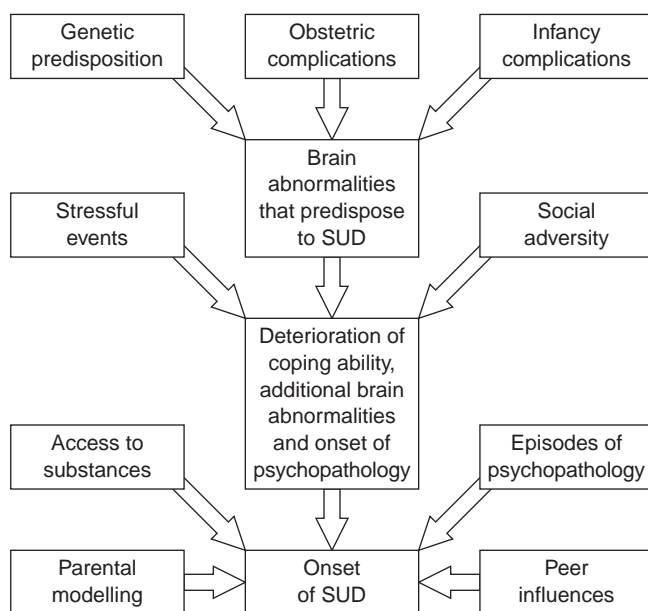 Genetic
predisposition
Obstetric
complications
Infancy
complications
Brain
abnormalities
that predispose
to SUD
Stressful
events
Social
adversity
Deterioration of
coping ability,
additional brain
abnormalities
and onset of
psychopathology
Access to
substances
Episodes of
psychopathology
Parental
modelling
Onset
of SUD
Peer
influences